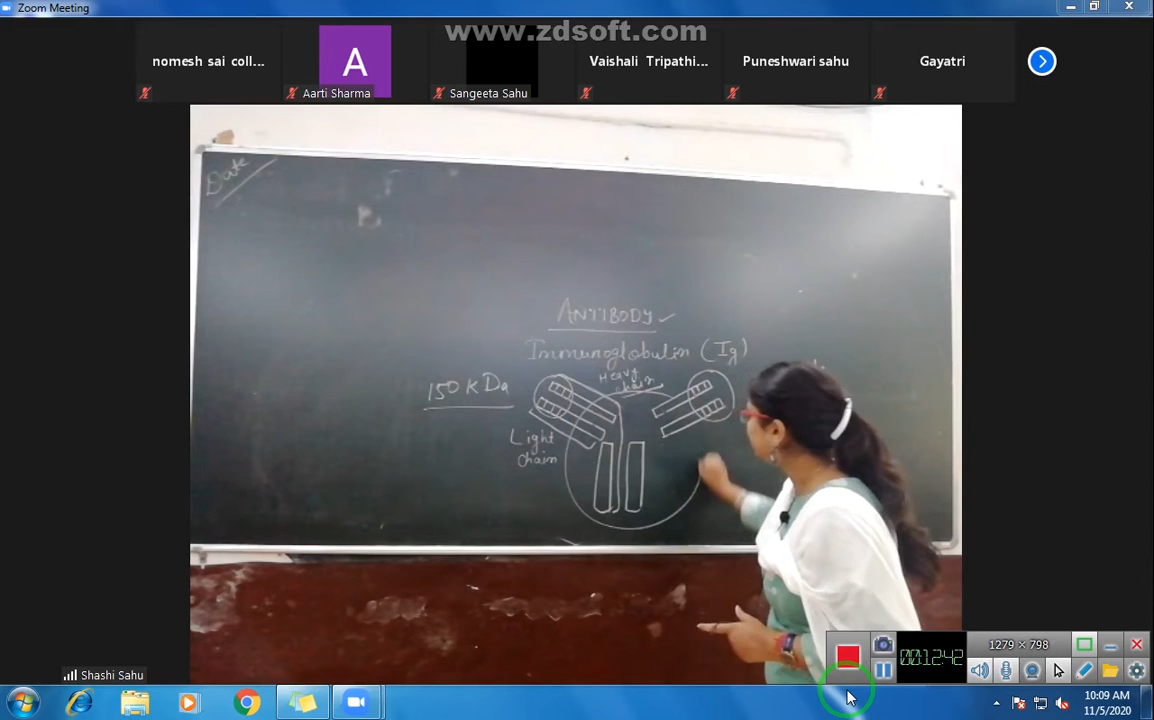 Zoom Meeting
www.zdsoft.com
nomesh sai coll...
A
Aarti Sharma
Sangeeta Sahu
Vaishali Tripathi...
Puneshwari sahu
Gayatri
Date
ANTIBODY
Immunoglobulin (Ig)
Heavy
chain
150 K Da
Light
chain
Shashi Sahu
1279 × 798
00:12:42
10:09 AM
11/5/2020